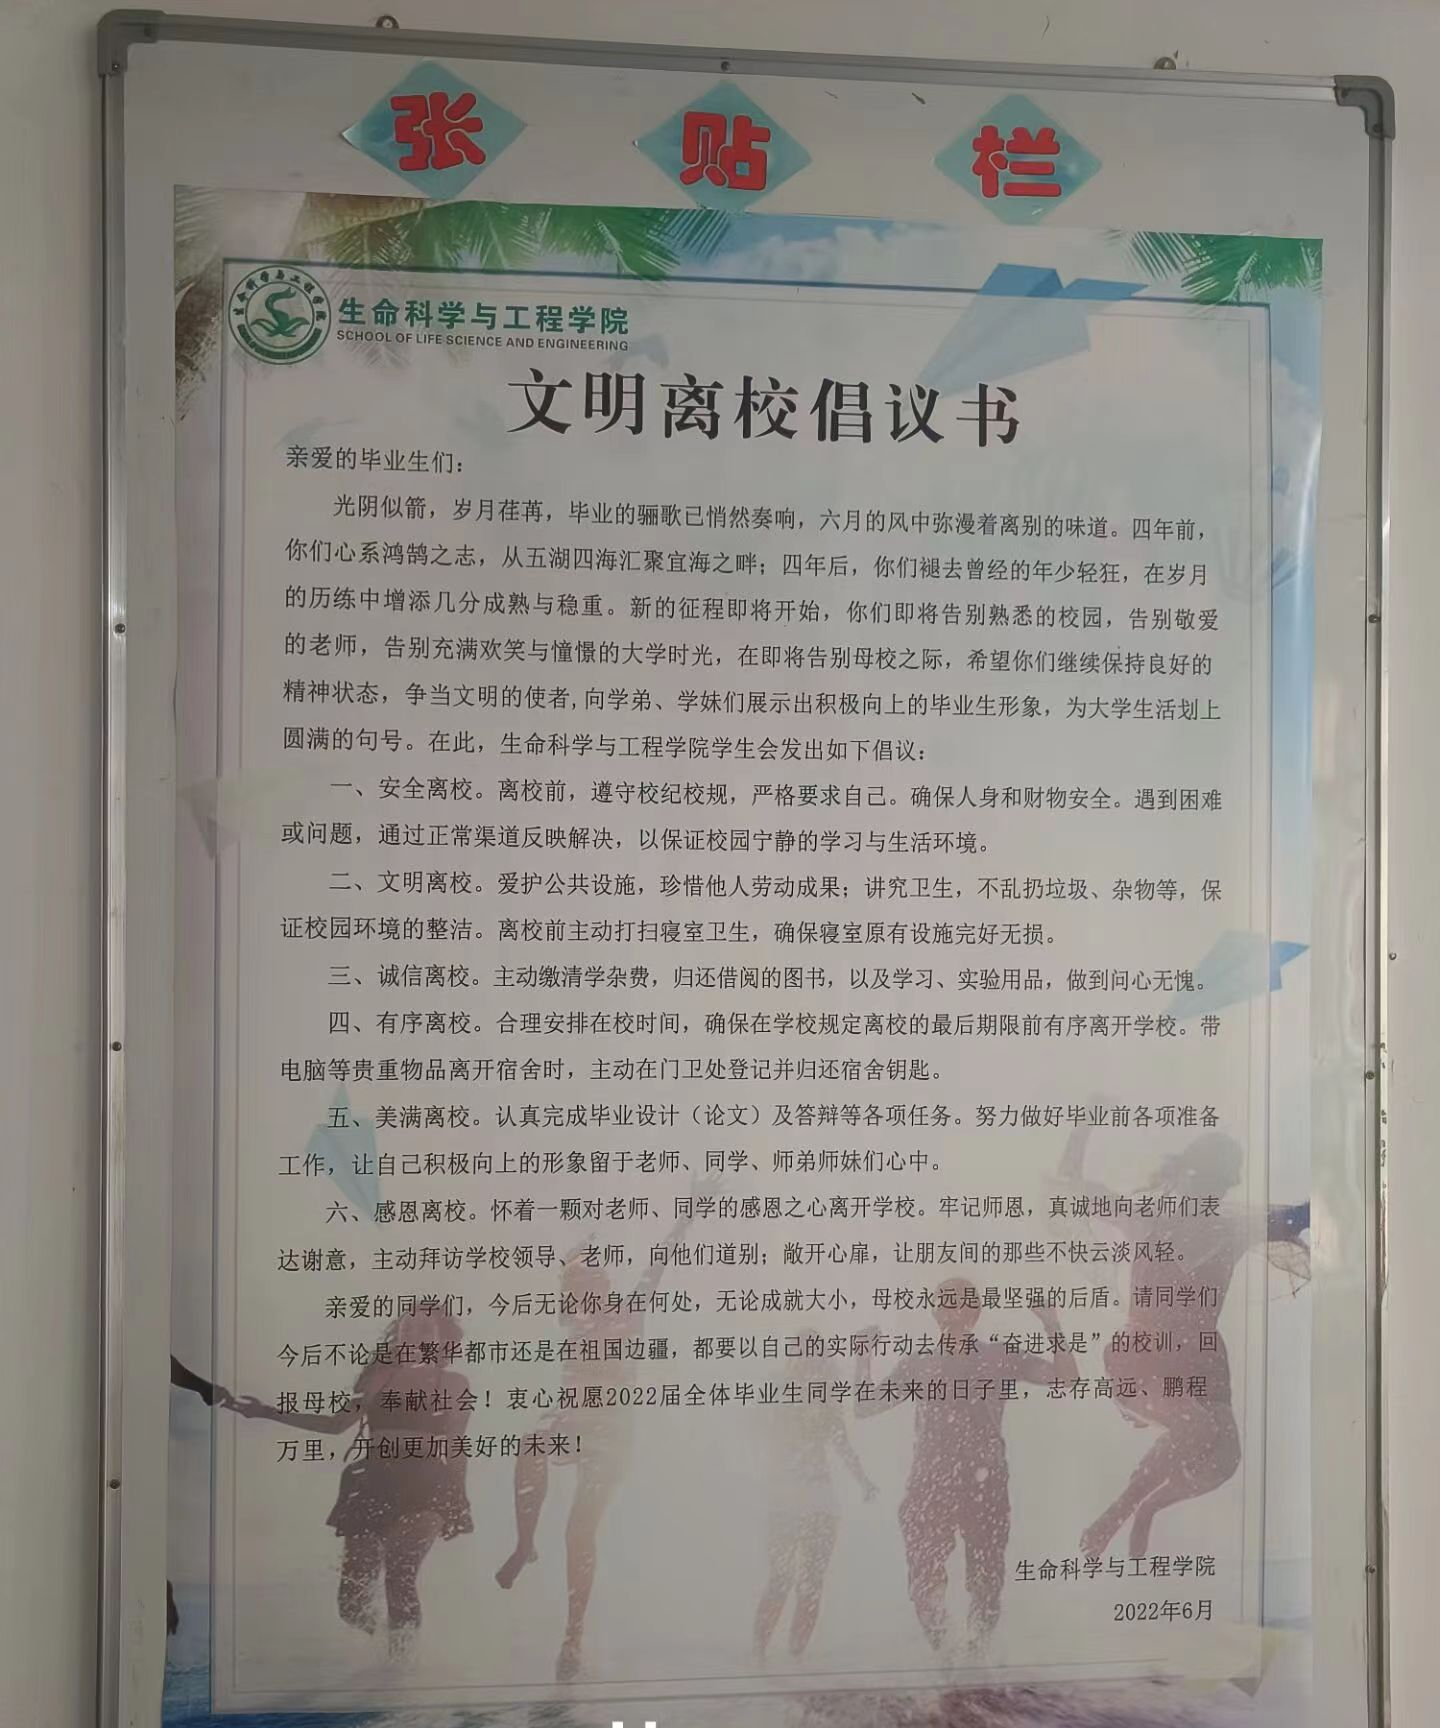 张贴栏
生命科学与工程学院
生命科学与工程学院
SCHOOL OF LIFE SCIENCE AND ENGINEERING
文明离校倡议书
亲爱的毕业生们：
光阴似箭，岁月荏苒，毕业的骊歌已悄然奏响，六月的风中弥漫着离别的味道。四年前，
你们心系鸿鹄之志，从五湖四海汇聚宜海之畔；四年后，你们褪去曾经的年少轻狂，在岁月
的历练中增添几分成熟与稳重。新的征程即将开始，你们即将告别熟悉的校园，告别敬爱
的老师，告别充满欢笑与憧憬的大学时光，在即将告别母校之际，希望你们继续保持良好的
精神状态，争当文明的使者,向学弟、学妹们展示出积极向上的毕业生形象，为大学生活划上
圆满的句号。在此，生命科学与工程学院学生会发出如下倡议：
一、安全离校。离校前，遵守校纪校规，严格要求自己。确保人身和财物安全。遇到困难
或问题，通过正常渠道反映解决，以保证校园宁静的学习与生活环境。
二、文明离校。爱护公共设施，珍惜他人劳动成果；讲究卫生，不乱扔垃圾、杂物等，保
证校园环境的整洁。离校前主动打扫寝室卫生，确保寝室原有设施完好无损。
三、诚信离校。主动缴清学杂费，归还借阅的图书，以及学习、实验用品，做到问心无愧。
四、有序离校。合理安排在校时间，确保在学校规定离校的最后期限前有序离开学校。带
电脑等贵重物品离开宿舍时，主动在门卫处登记并归还宿舍钥匙。
五、美满离校。认真完成毕业设计（论文）及答辩等各项任务。努力做好毕业前各项准备
工作，让自己积极向上的形象留于老师、同学、师弟师妹们心中。
六、感恩离校。怀着一颗对老师、同学的感恩之心离开学校。牢记师恩，真诚地向老师们表
达谢意，主动拜访学校领导、老师，向他们道别；敞开心扉，让朋友间的那些不快云淡风轻。
亲爱的同学们，今后无论你身在何处，无论成就大小，母校永远是最坚强的后盾。请同学们
今后不论是在繁华都市还是在祖国边疆，都要以自己的实际行动去传承“奋进求是”的校训，回
报母校，奉献社会！衷心祝愿2022届全体毕业生同学在未来的日子里，志存高远、鹏程
万里，开创更加美好的未来！
生命科学与工程学院
2022年6月